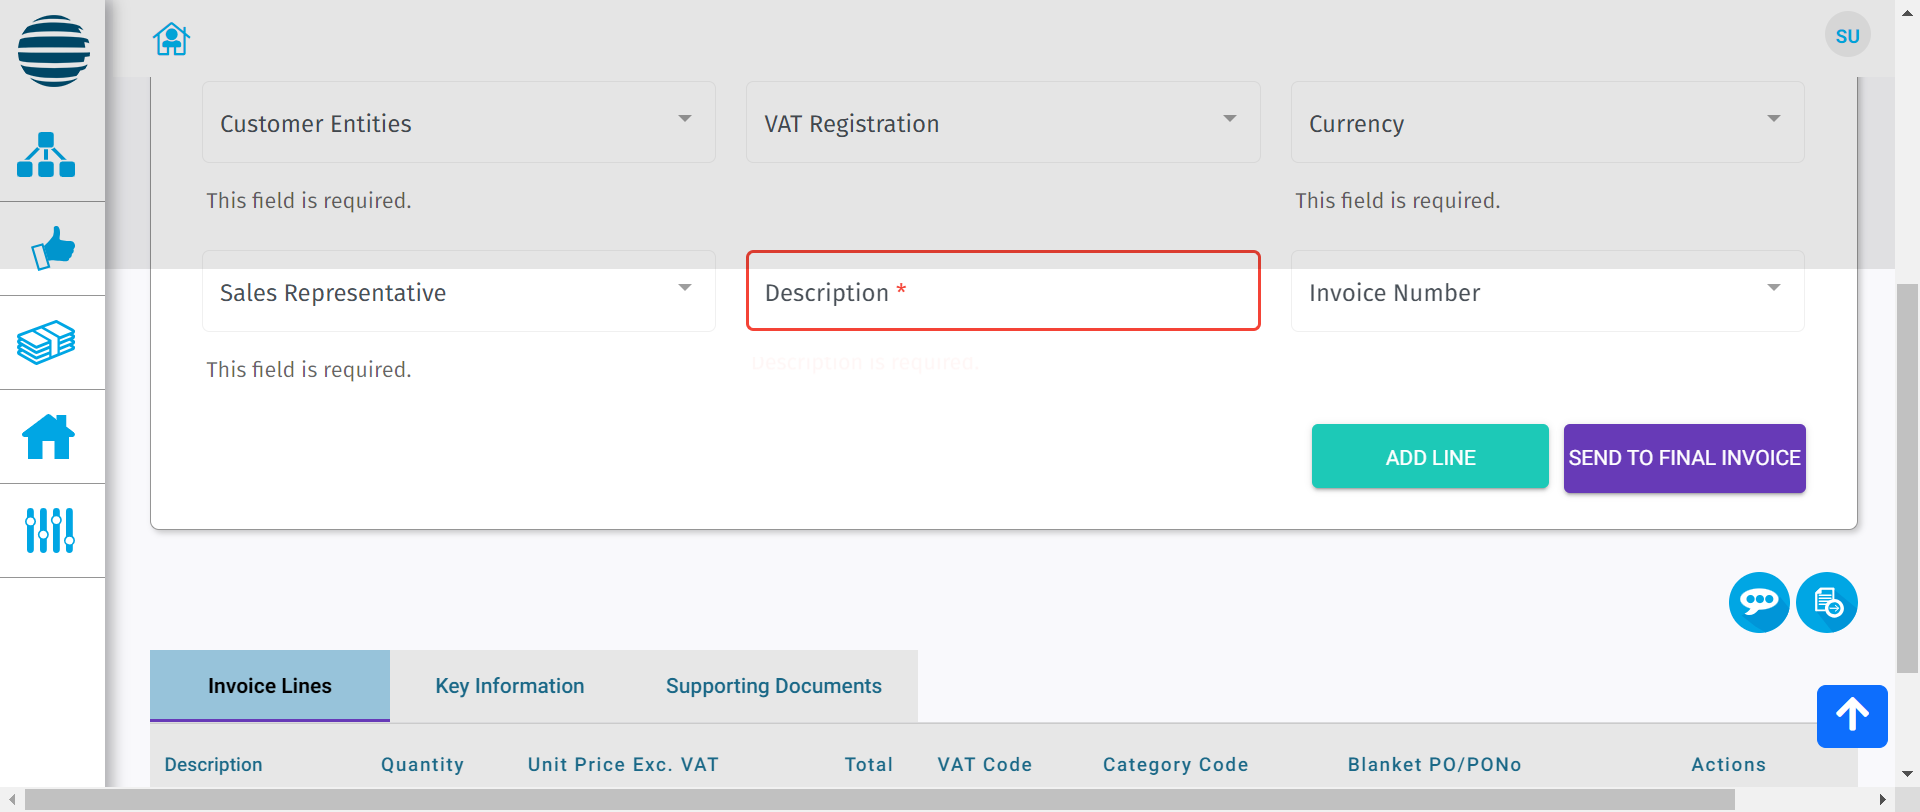 SU
Customer Entities
VAT Registration
Currency
This field is required.
This field is required.
Sales Representative
Description *
Invoice Number
This field is required.
Description is required.
ADD LINE
SEND TO FINAL INVOICE
Invoice Lines
Key Information
Supporting Documents
Description
Quantity
Unit Price Exc. VAT
Total
VAT Code
Category Code
Blanket PO/PONo
Actions